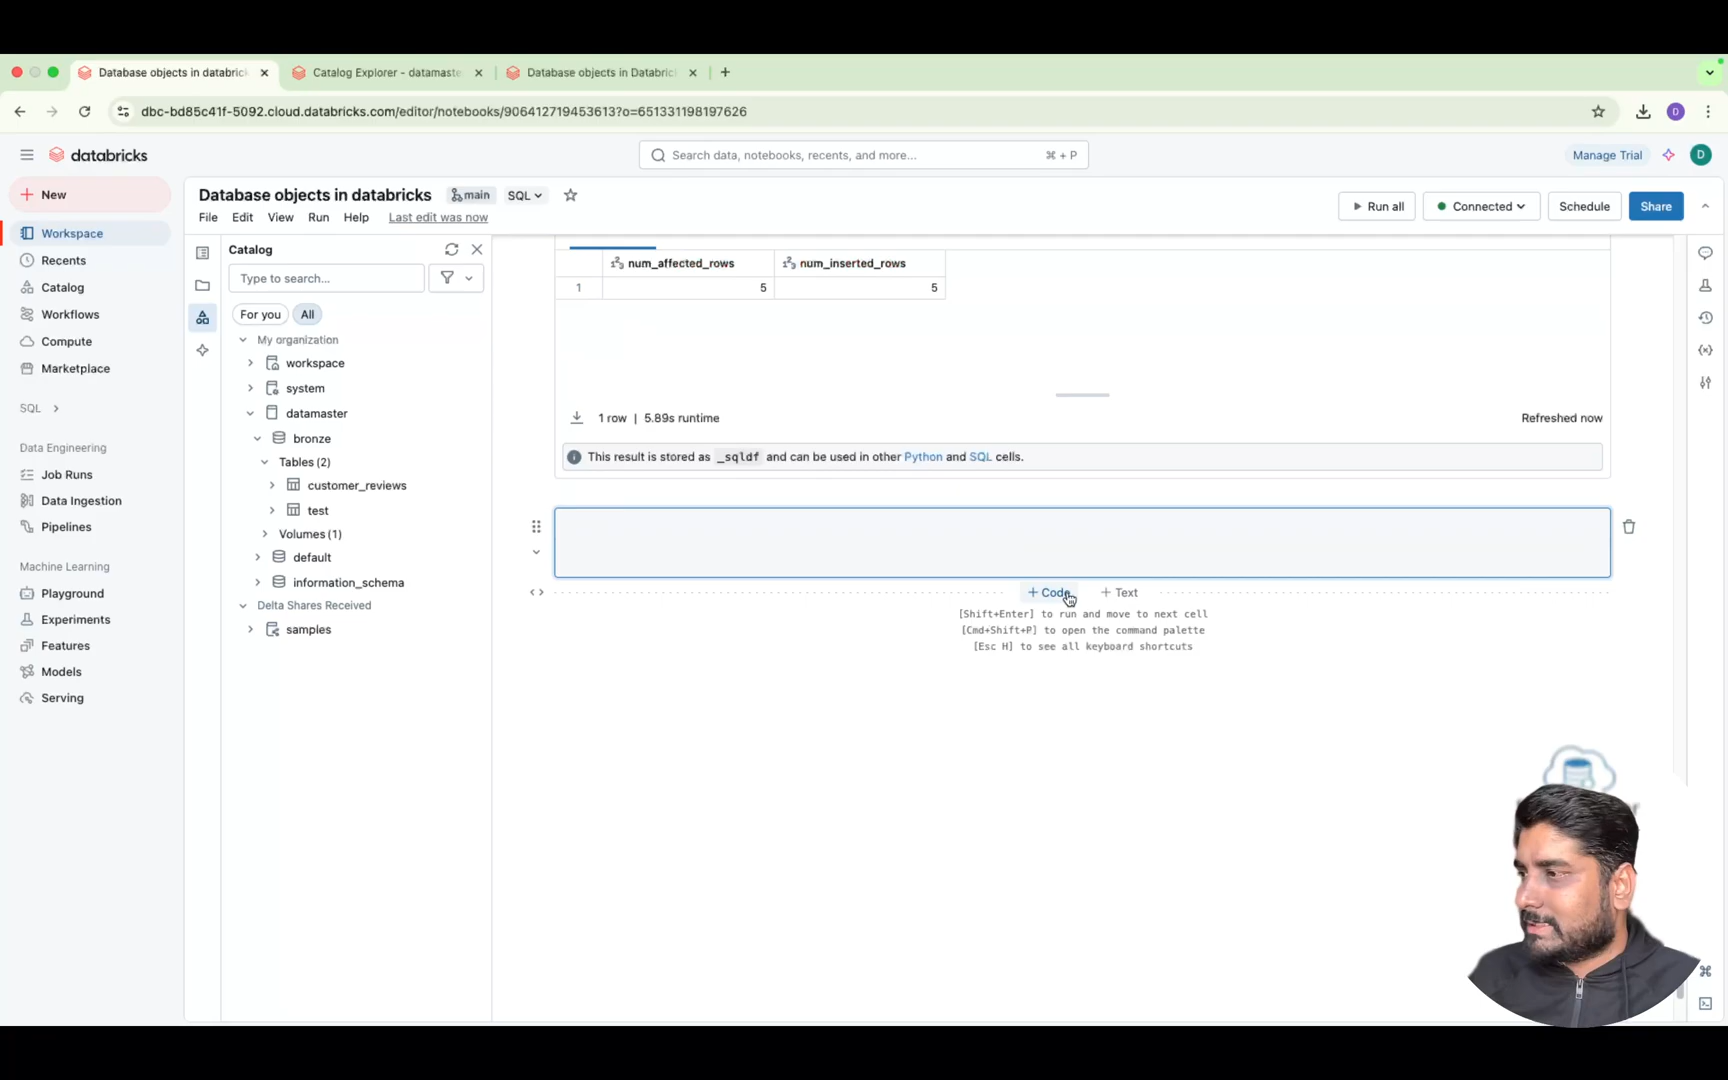 Database objects in databric
Catalog Explorer - datamaste
Database objects in Databric
dbc-bd85c41f-5092.cloud.databricks.com/editor/notebooks/906412719453613?o=651331198197626
D
databricks
Search data, notebooks, recents, and more...
⌘ + P
Manage Trial
D
New
Database objects in databricks
main
SQL
Run all
Connected
Schedule
Share
File
Edit
View
Run
Help
Last edit was now
Workspace
Recents
Catalog
Workflows
Compute
Marketplace
SQL
Data Engineering
Job Runs
Data Ingestion
Pipelines
Machine Learning
Playground
Experiments
Features
Models
Serving
Catalog
Type to search...
For you
All
My organization
workspace
system
datamaster
bronze
Tables (2)
customer_reviews
test
Volumes (1)
default
information_schema
Delta Shares Received
samples
num_affected_rows
num_inserted_rows
1
5
5
1 row | 5.89s runtime
Refreshed now
This result is stored as _sqldf and can be used in other Python and SQL cells.
+ Code
+ Text
[Shift+Enter] to run and move to next cell
[Cmd+Shift+P] to open the command palette
[Esc H] to see all keyboard shortcuts